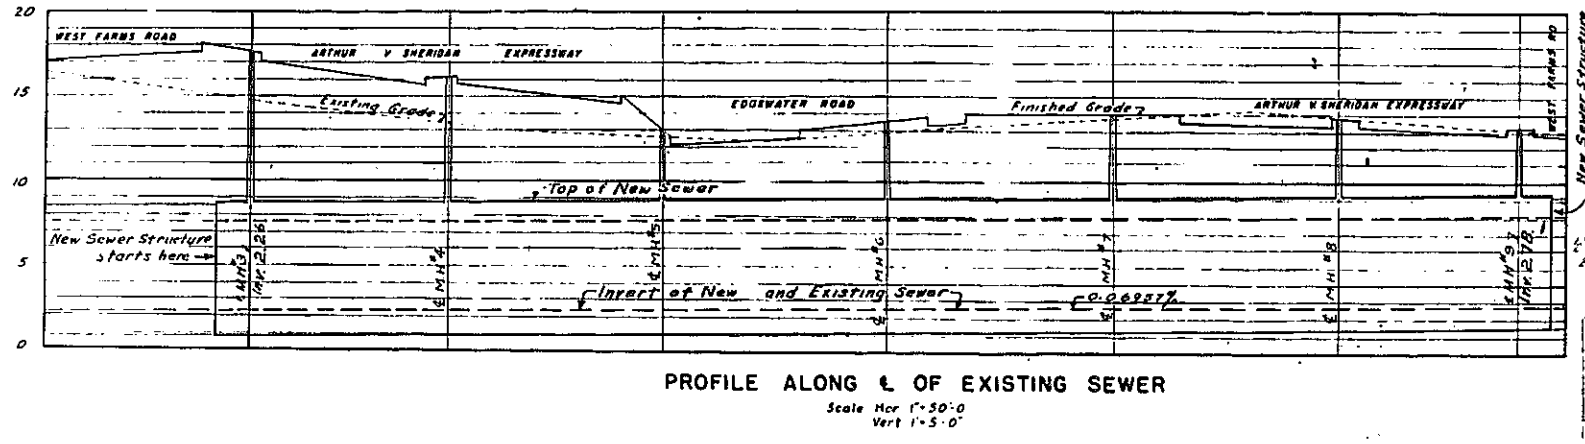 20
WEST FARMS ROAD
ARTHUR V SHERIDAN EXPRESSWAY
15
Existing Grade
EDGEWATER ROAD
Finished Grade
ARTHUR V. SHERIDAN EXPRESSWAY
WEST FARMS RD
New Sewer Structure
10
Top of New Sewer
New Sewer Structure
starts here
5
℄ MH#3
Inv. 2.26
℄ MH#4
℄ MH#5
℄ MH#6
℄ MH#7
℄ MH#8
℄ MH#9
Inv. 2.78
Invert of New and Existing Sewer
0.06957%
0
PROFILE ALONG ℄ OF EXISTING SEWER
Scale Hor 1"=50'-0
Vert 1"=5'-0"